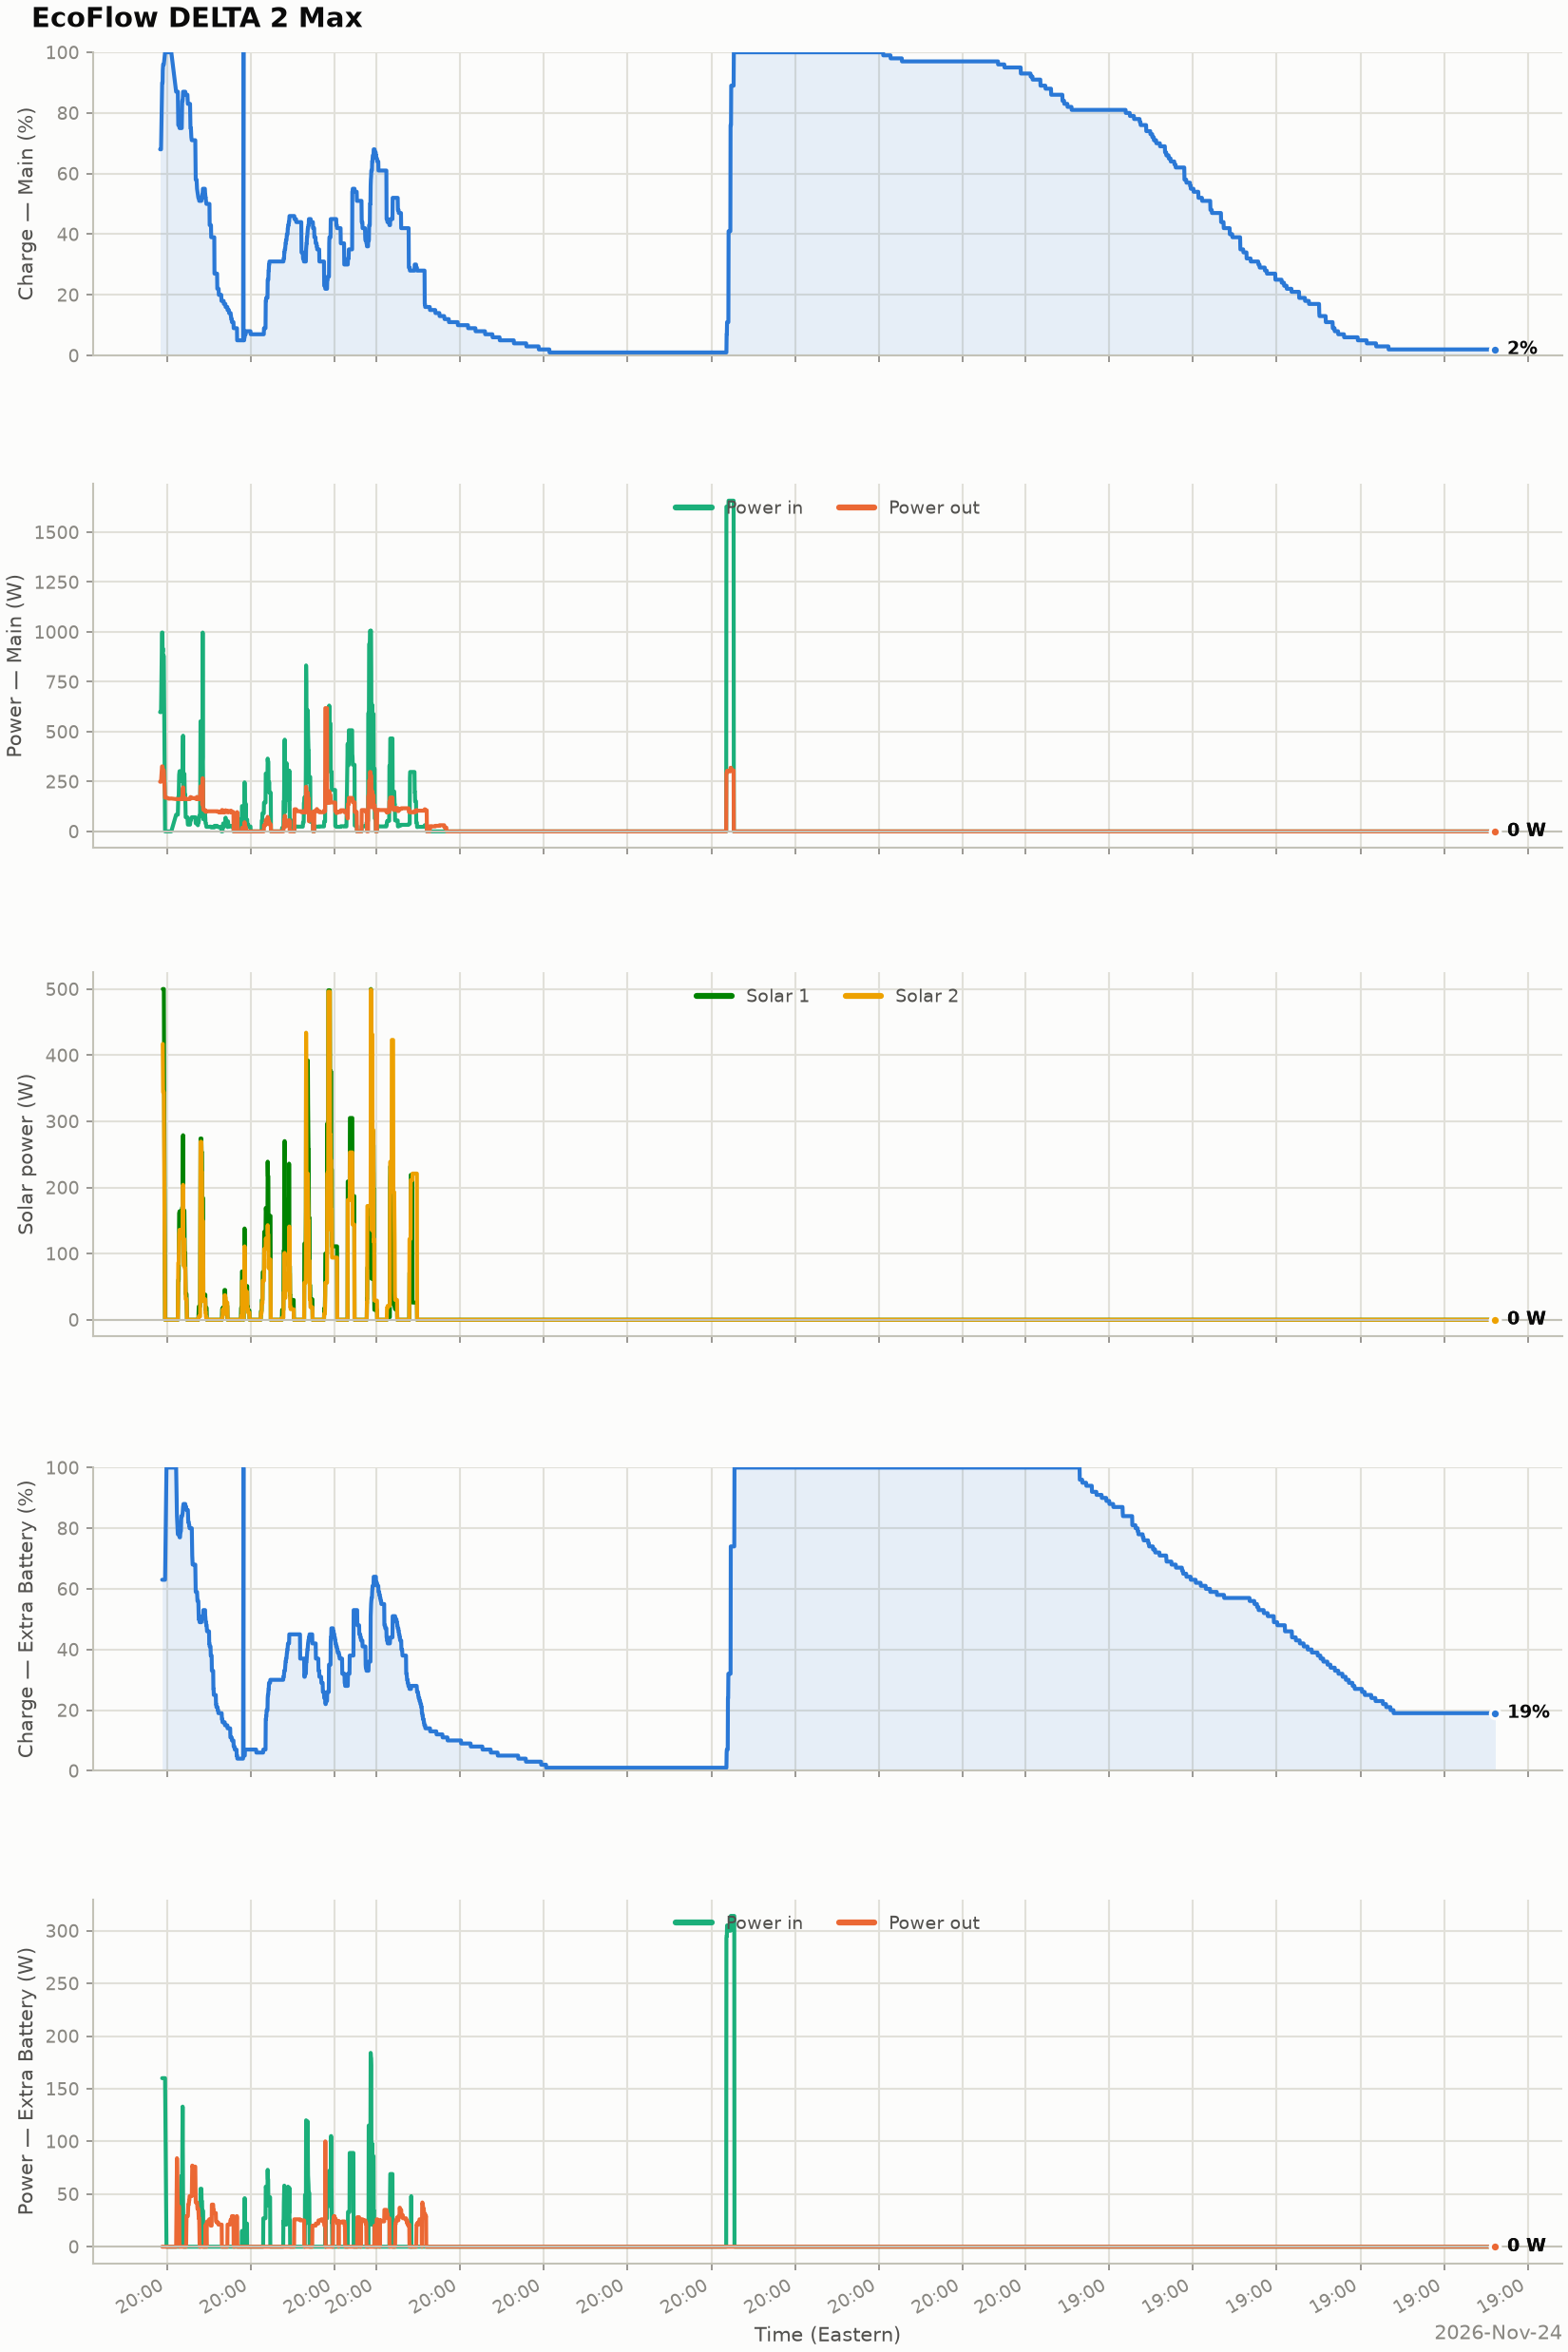 EcoFlow DELTA 2 Max
Charge — Main (%)
100
80
60
40
20
0
2%
Power — Main (W)
Power in
Power out
1500
1250
1000
750
500
250
0
0 W
Solar power (W)
Solar 1
Solar 2
500
400
300
200
100
0
0 W
Charge — Extra Battery (%)
100
80
60
40
20
0
19%
Power — Extra Battery (W)
Power in
Power out
300
250
200
150
100
50
0
0 W
20:00 20:00 20:00 20:00 20:00 20:00 20:00 20:00 20:00 20:00 20:00 20:00 19:00 19:00 19:00 19:00 19:00 19:00
Time (Eastern)
2026-Nov-24